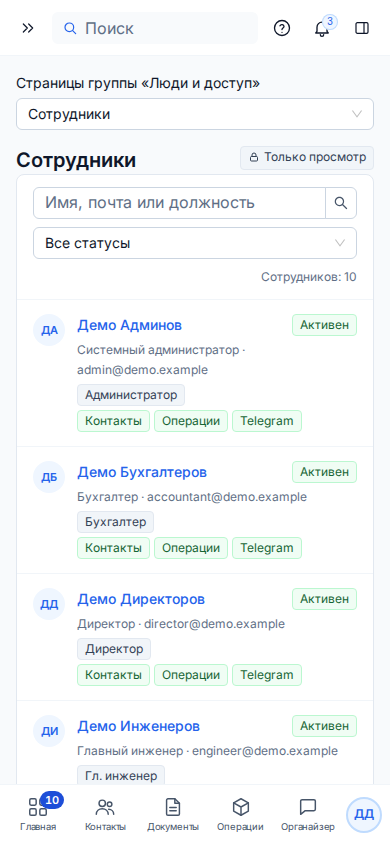 Поиск
3
Страницы группы «Люди и доступ»
Сотрудники
Сотрудники
Только просмотр
Имя, почта или должность
Все статусы
Сотрудников: 10
ДА
Демо Админов
Активен
Системный администратор ·
admin@demo.example
Администратор
Контакты Операции Telegram
ДБ
Демо Бухгалтеров
Активен
Бухгалтер · accountant@demo.example
Бухгалтер
Контакты Операции Telegram
ДД
Демо Директоров
Активен
Директор · director@demo.example
Директор
Контакты Операции Telegram
ДИ
Демо Инженеров
Активен
Главный инженер · engineer@demo.example
Гл. инженер
10
Главная Контакты Документы Операции Органайзер
ДД